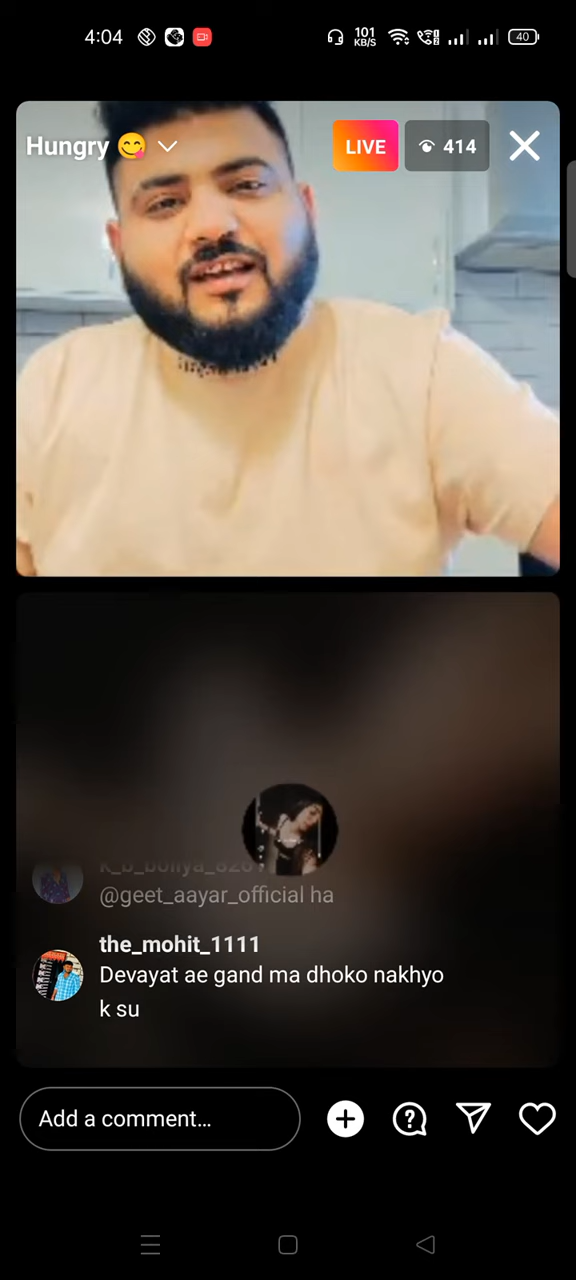 4:04
101
KB/S
40
Hungry 😋
LIVE
414
@geet_aayar_official ha
the_mohit_1111
Devayat ae gand ma dhoko nakhyo
k su
Add a comment...